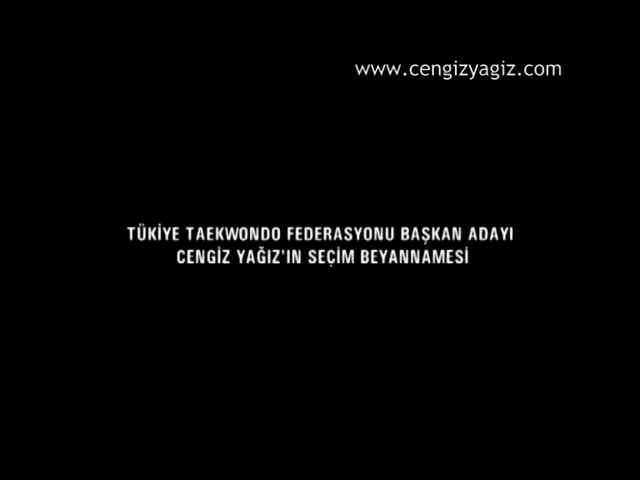 www.cengizyagiz.com
TÜKİYE TAEKWONDO FEDERASYONU BAŞKAN ADAYI
CENGİZ YAĞIZ'IN SEÇİM BEYANNAMESİ